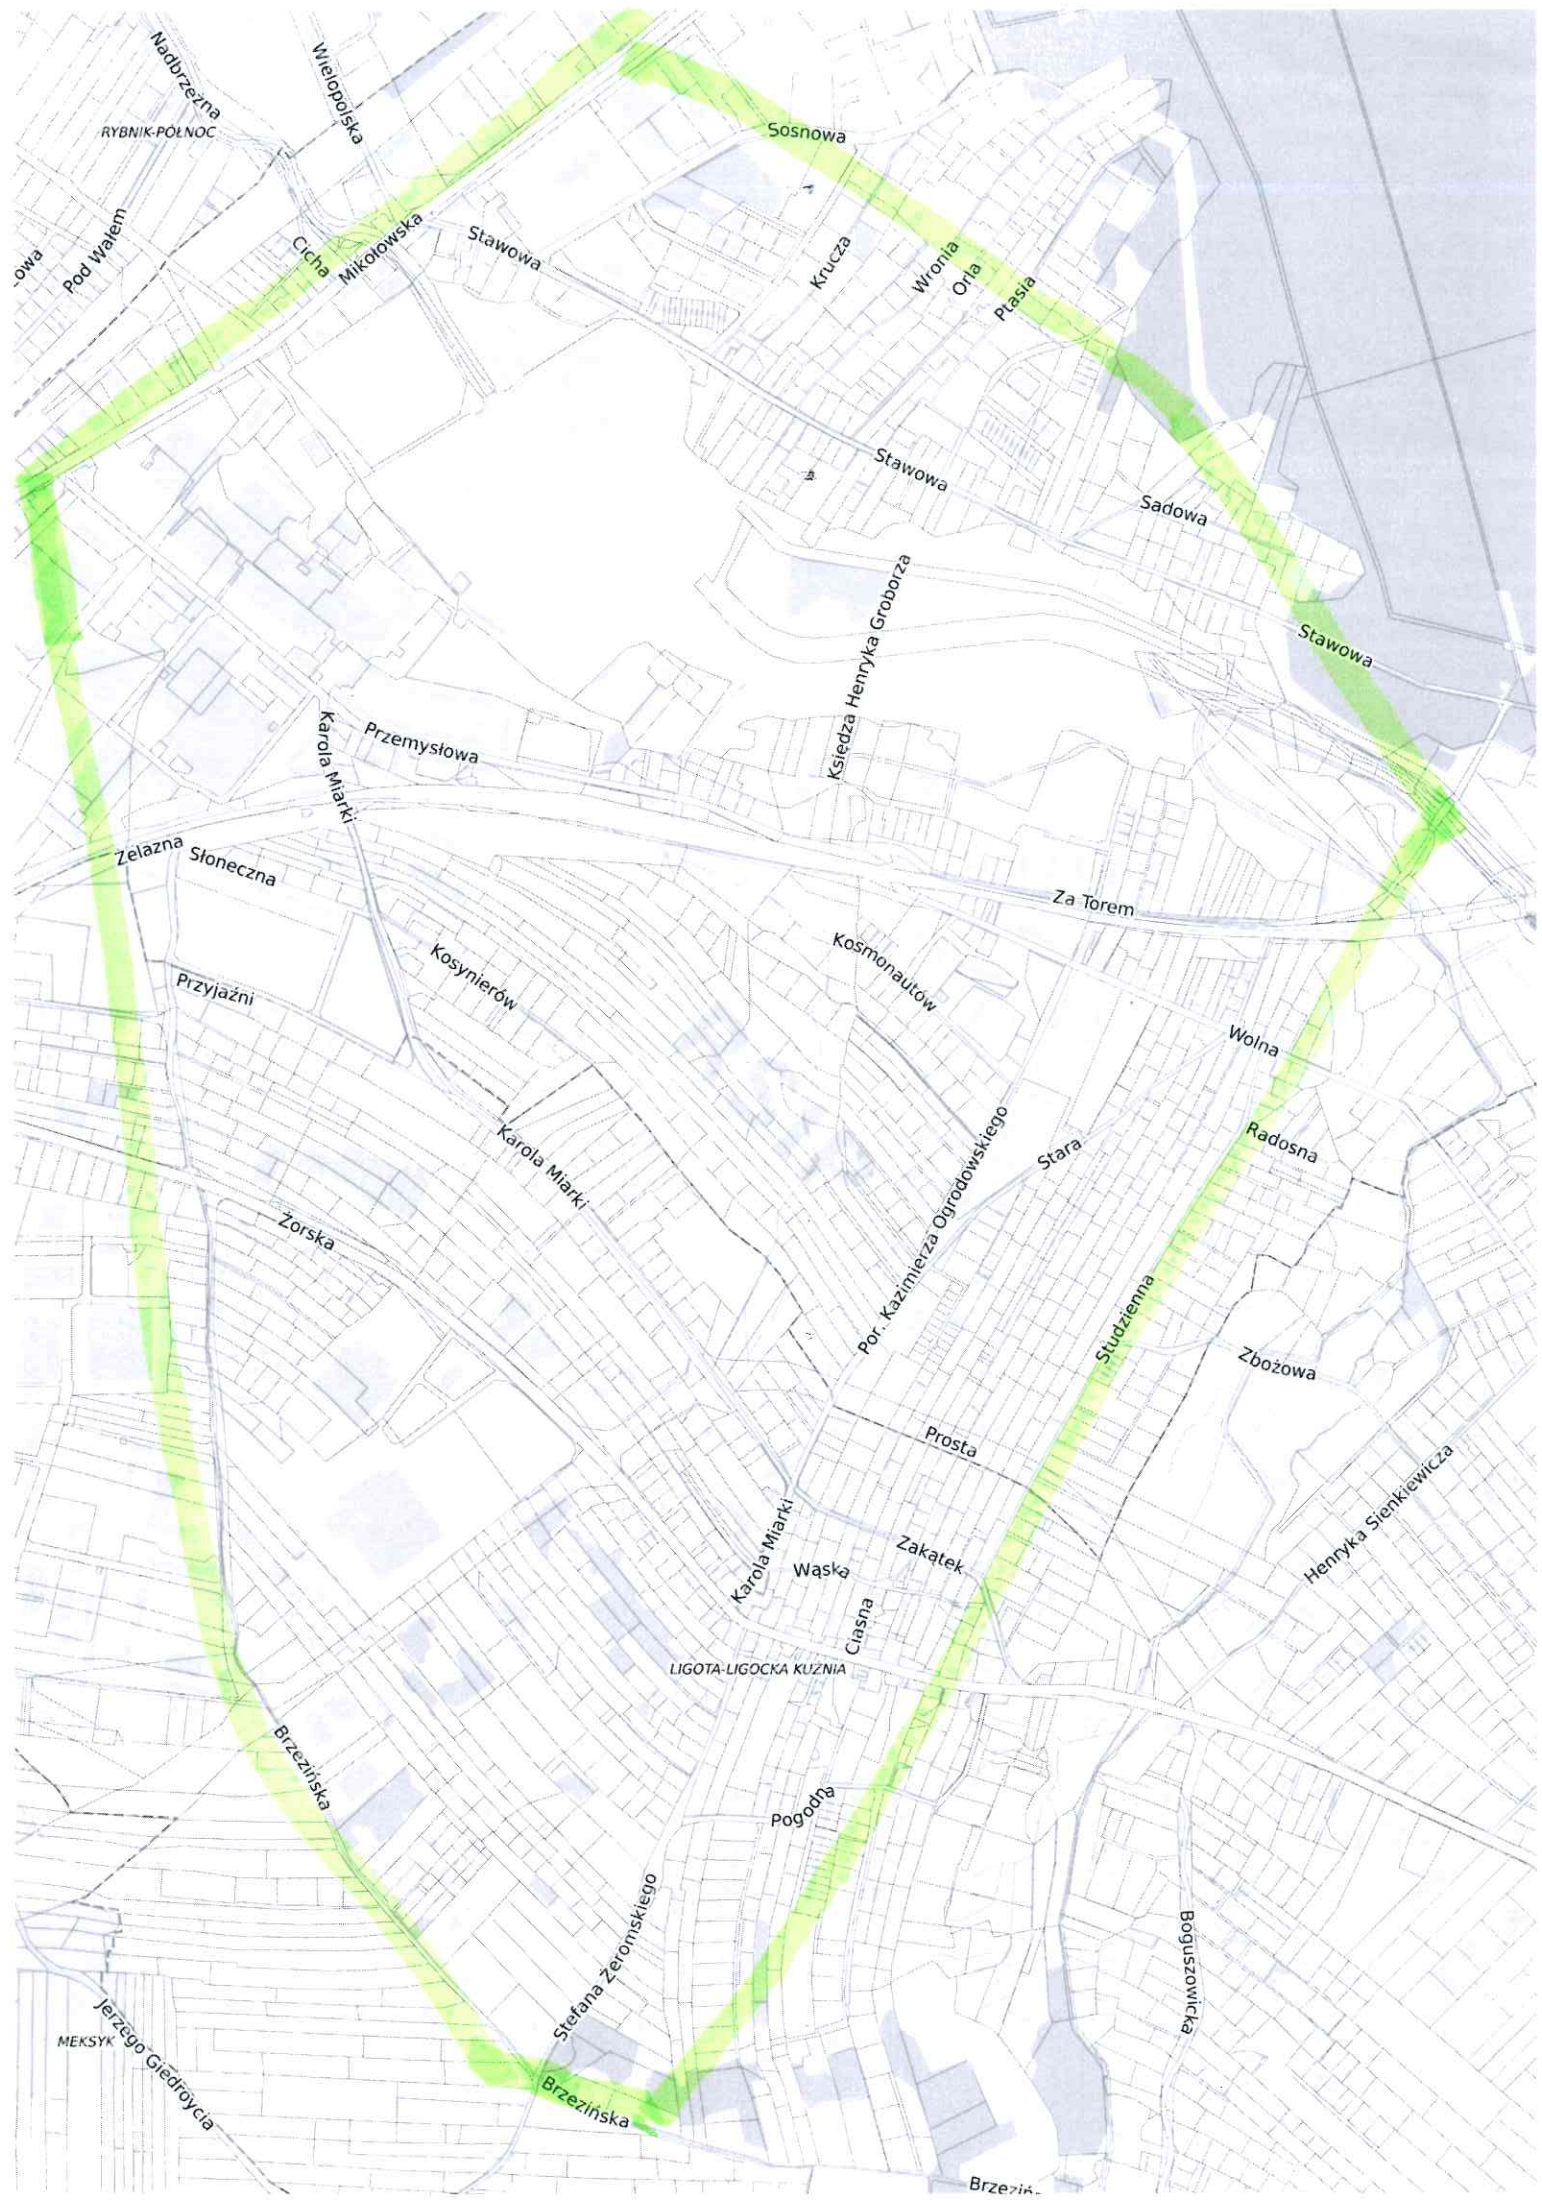 Nadbrzeżna
Wielopolska
RYBNIK-PÓŁNOC
Sosnowa
Pod Wałem
Cicha
Mikołowska
Stawowa
Krucza
Wronia
Orla
Ptasia
Stawowa
Sadowa
Księdza Henryka Groborza
Stawowa
Karola Miarki
Przemysłowa
Żelazna
Słoneczna
Za Torem
Kosynierów
Kosmonautów
Przyjaźni
Wolna
Karola Miarki
Por. Kazimierza Ogrodowskiego
Stara
Radosna
Żorska
Studzienna
Zbożowa
Prosta
Henryka Sienkiewicza
Karola Miarki
Wąska
Zakątek
Ciasna
LIGOTA-LIGOCKA KUŹNIA
Brzezińska
Pogodna
Stefana Żeromskiego
Boguszowicka
MEKSYK
Jerzego Giedroycia
Brzezińska